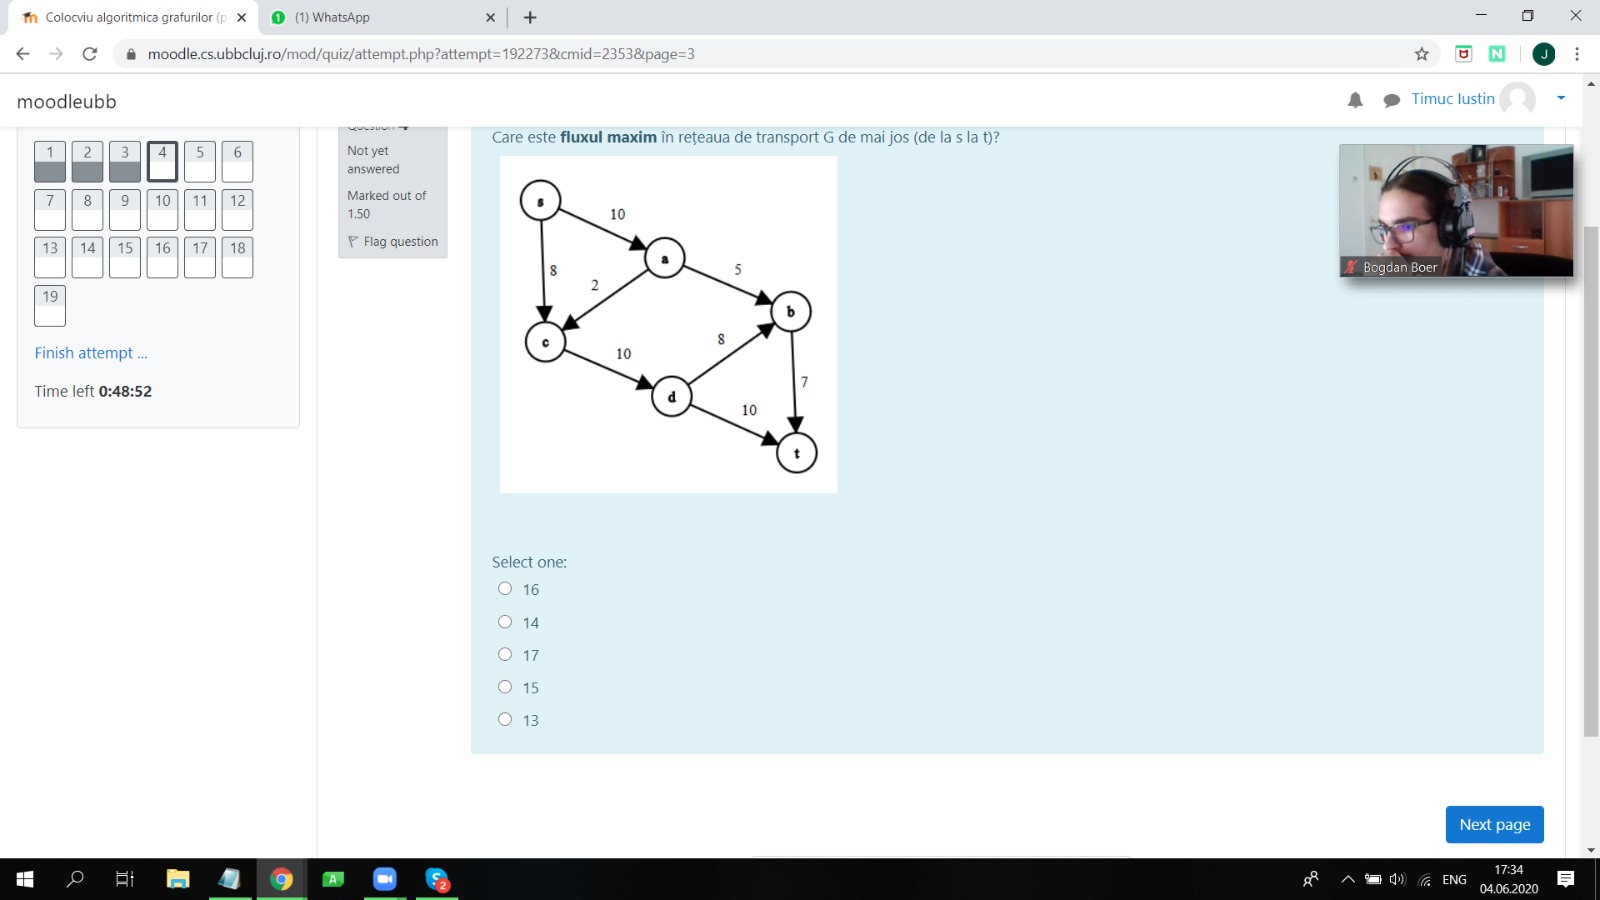 Colocviu algoritmica grafurilor (p
(1) WhatsApp
moodle.cs.ubbcluj.ro/mod/quiz/attempt.php?attempt=192273&cmid=2353&page=3
J
moodleubb
Timuc Iustin
1 2 3 4 5 6
7 8 9 10 11 12
13 14 15 16 17 18
19
Finish attempt ...
Time left 0:48:52
Question 4
Not yet
answered
Marked out of
1.50
Flag question
Care este fluxul maxim în rețeaua de transport G de mai jos (de la s la t)?
s
10
a
8
2
5
b
c
10
8
d
7
10
t
Bogdan Boer
Select one:
16
14
17
15
13
Next page
A
2
ENG
17:34
04.06.2020